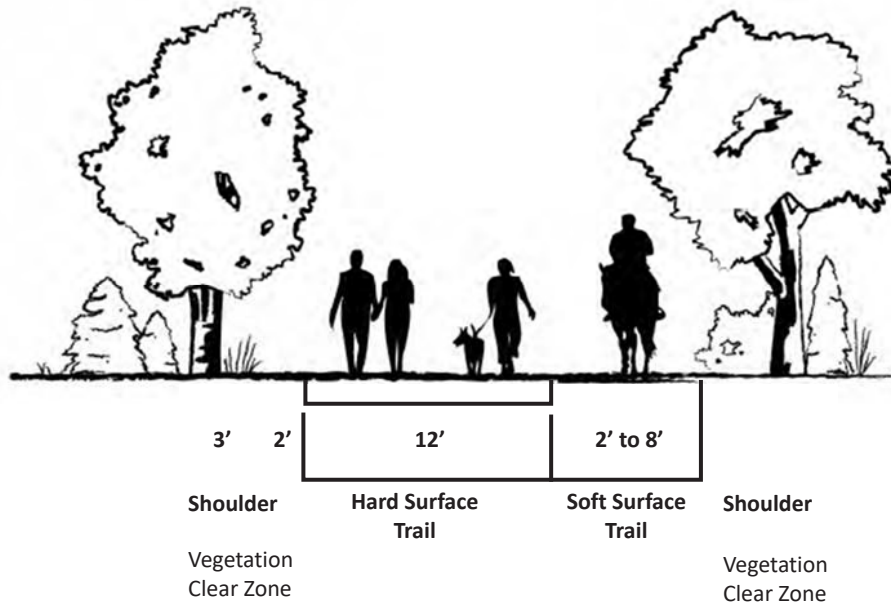 3’ 2’ 12’ 2’ to 8’
Shoulder
Hard Surface
Trail
Soft Surface
Trail
Shoulder
Vegetation
Clear Zone
Vegetation
Clear Zone